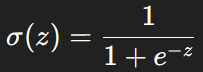 σ(z) = 1 / (1 + e^{-z})